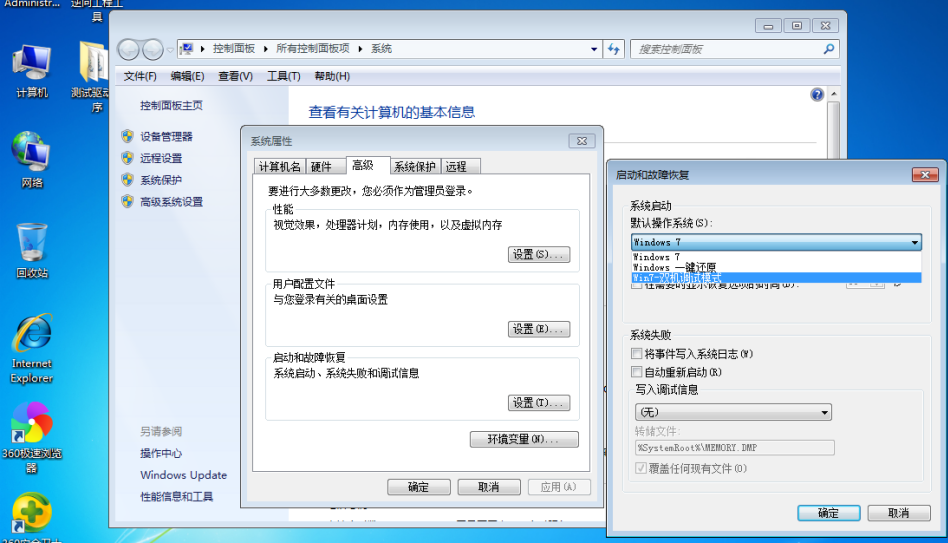 Administr...
逆向工程工
具
计算机
测试驱动
序
网络
回收站
Internet
Explorer
360极速浏览
器
控制面板
所有控制面板项
系统
搜索控制面板
文件(F)
编辑(E)
查看(V)
工具(T)
帮助(H)
控制面板主页
设备管理器
远程设置
系统保护
高级系统设置
另请参阅
操作中心
Windows Update
性能信息和工具
查看有关计算机的基本信息
系统属性
计算机名
硬件
高级
系统保护
远程
要进行大多数更改，您必须作为管理员登录。
性能
视觉效果，处理器计划，内存使用，以及虚拟内存
设置(S)...
用户配置文件
与您登录有关的桌面设置
设置(E)...
启动和故障恢复
系统启动、系统失败和调试信息
设置(T)...
环境变量(N)...
确定
取消
应用(A)
启动和故障恢复
系统启动
默认操作系统(S):
Windows 7
Windows 7
Windows 一键还原
Win7-双机调试模式
系统失败
将事件写入系统日志(W)
自动重新启动(R)
写入调试信息
(无)
转储文件:
%SystemRoot%\MEMORY.DMP
覆盖任何现有文件(O)
确定
取消